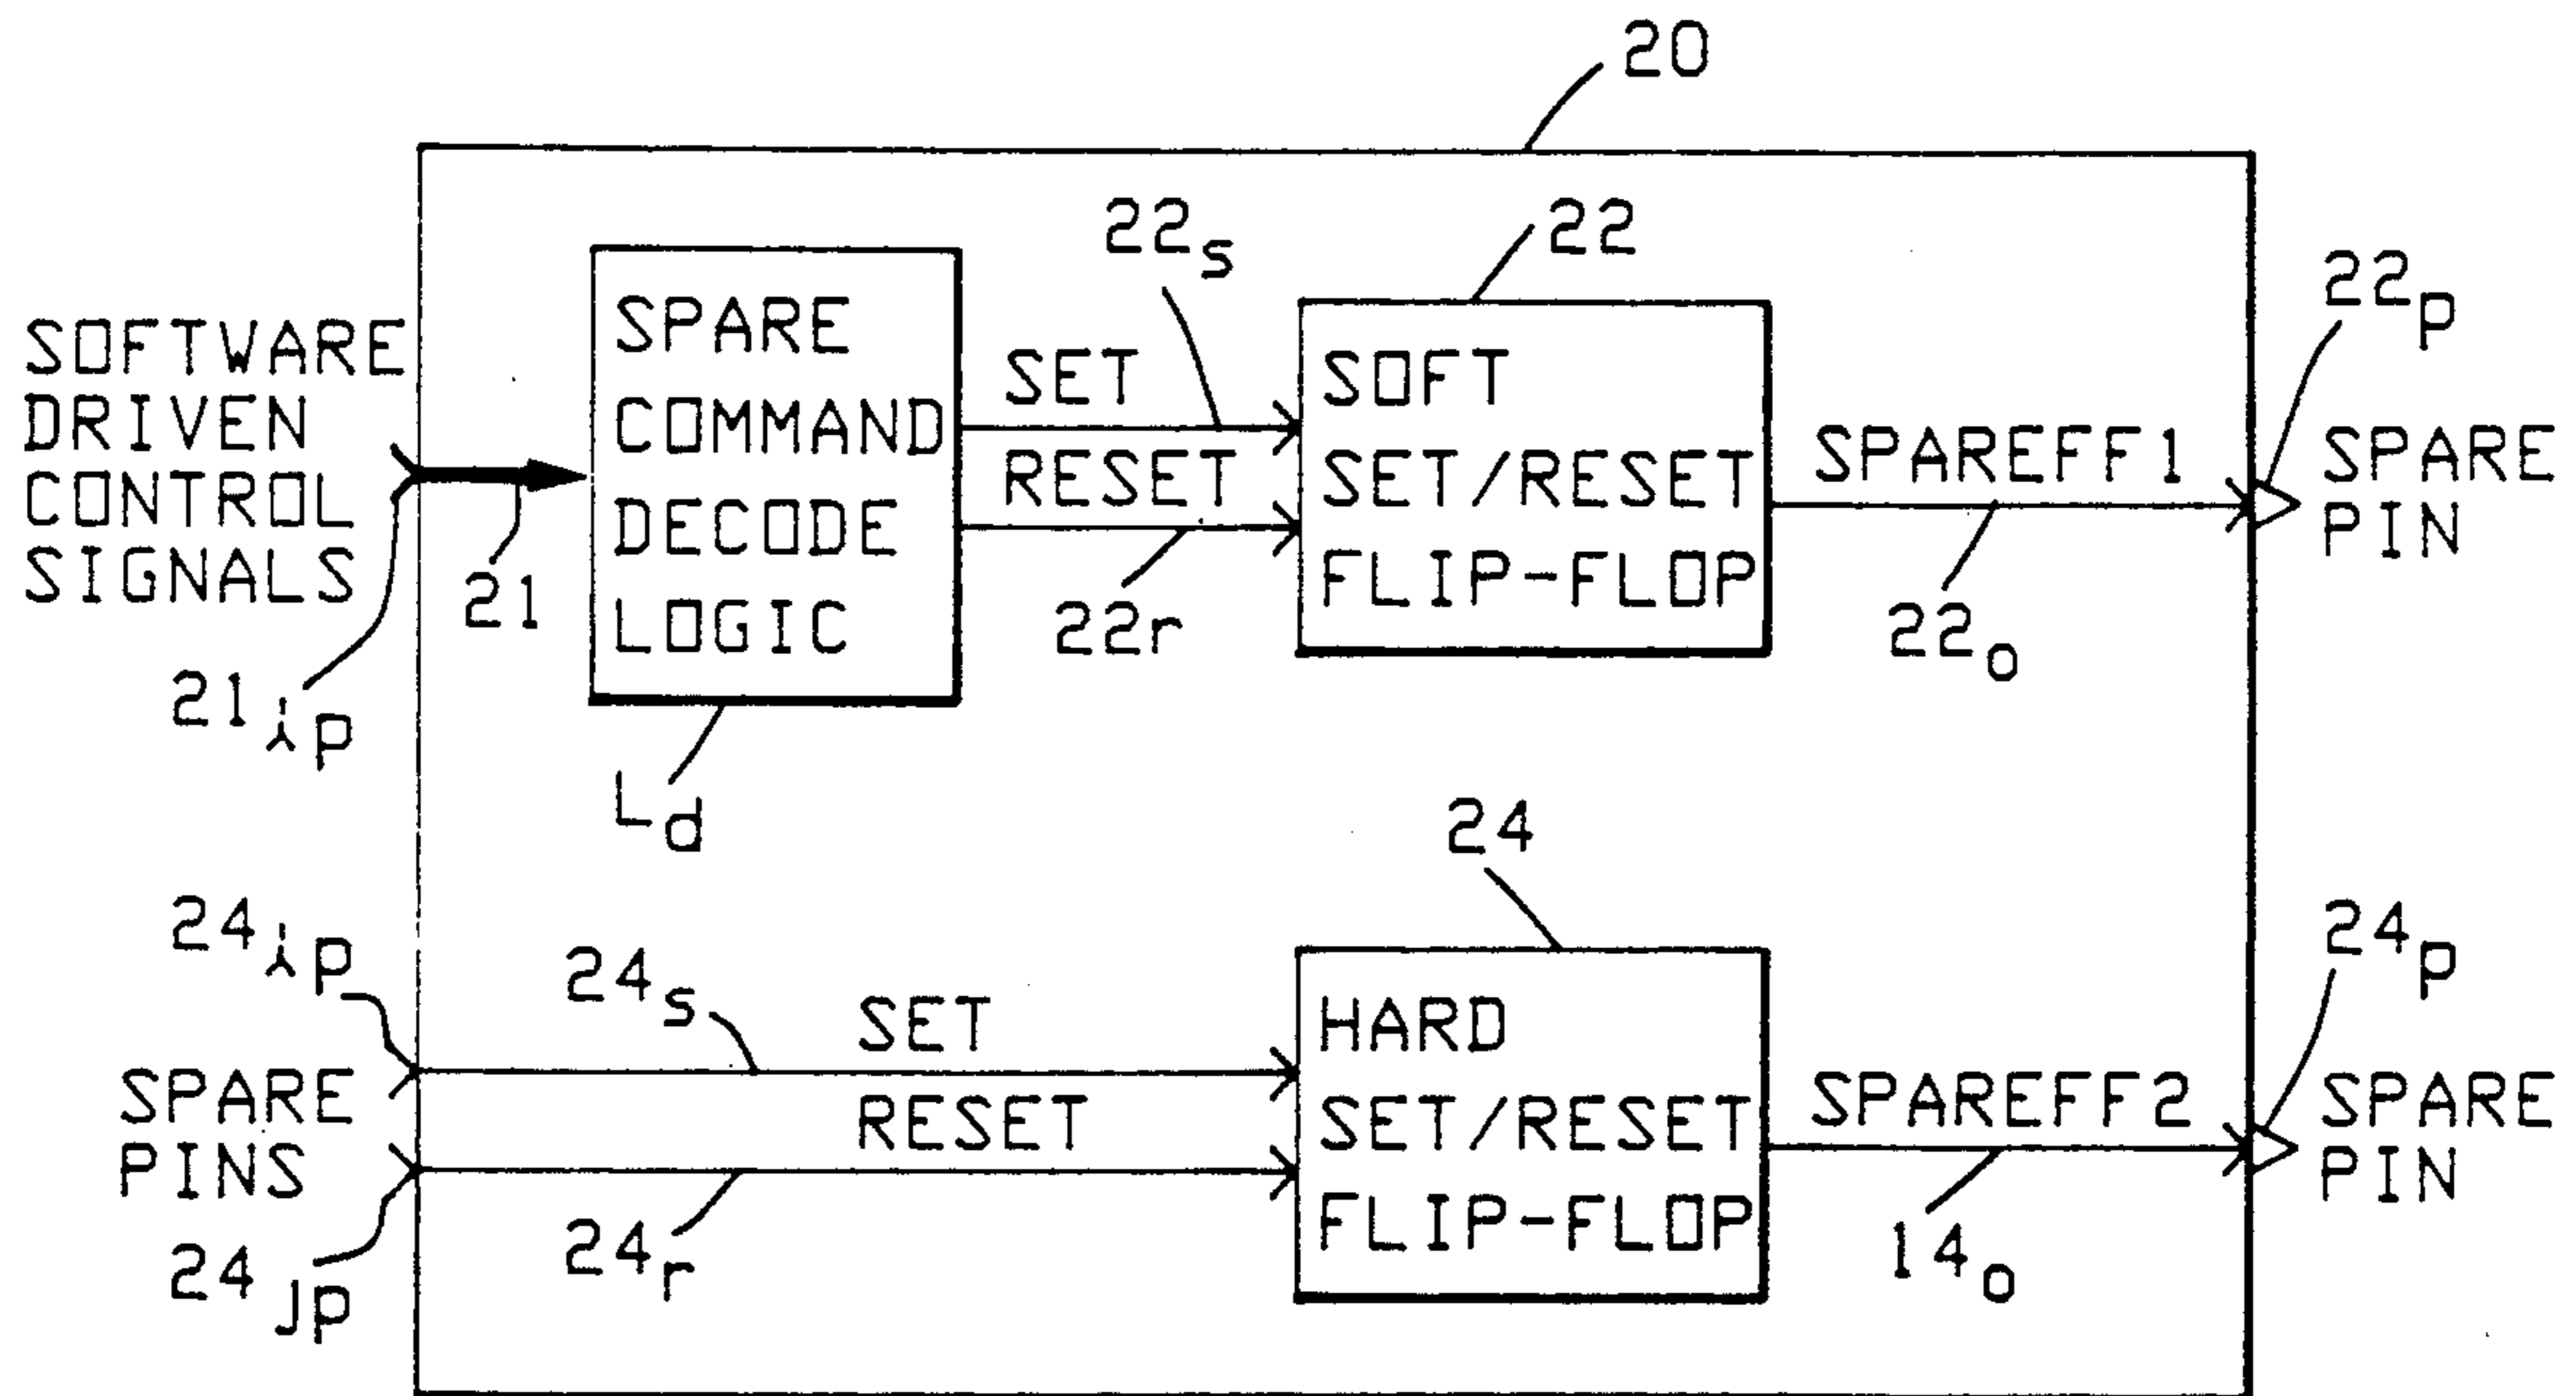 20
SOFTWARE
DRIVEN
CONTROL
SIGNALS
21ip
21
SPARE
COMMAND
DECODE
LOGIC
Ld
22s
SET
RESET
22r
22
SOFT
SET/RESET
FLIP-FLOP
SPAREFF1
22o
22p
SPARE
PIN
24ip
SPARE
PINS
24jp
24s
SET
RESET
24r
24
HARD
SET/RESET
FLIP-FLOP
SPAREFF2
14o
24p
SPARE
PIN